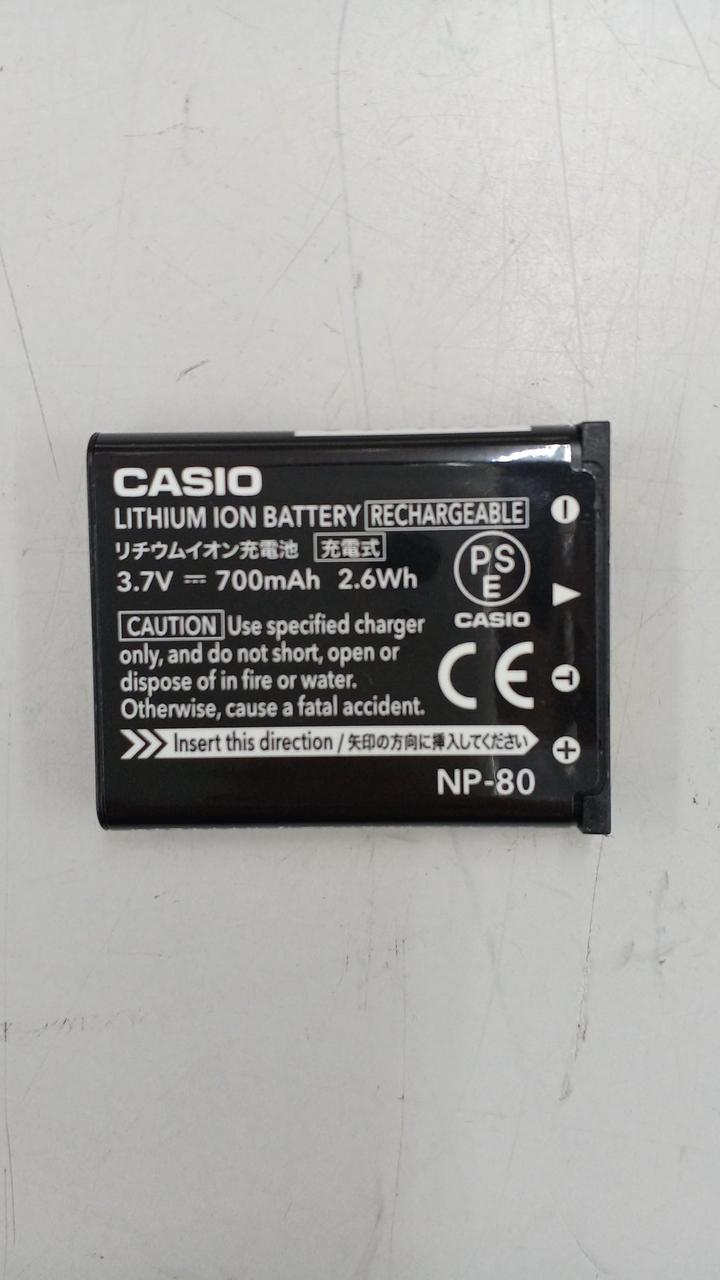 CASIO
LITHIUM ION BATTERY RECHARGEABLE
リチウムイオン充電池 充電式
3.7V 700mAh 2.6Wh
PS
E
CASIO
CAUTION Use specified charger
only, and do not short, open or
dispose of in fire or water.
Otherwise, cause a fatal accident.
CE
Insert this direction / 矢印の方向に挿入してください
NP-80
T